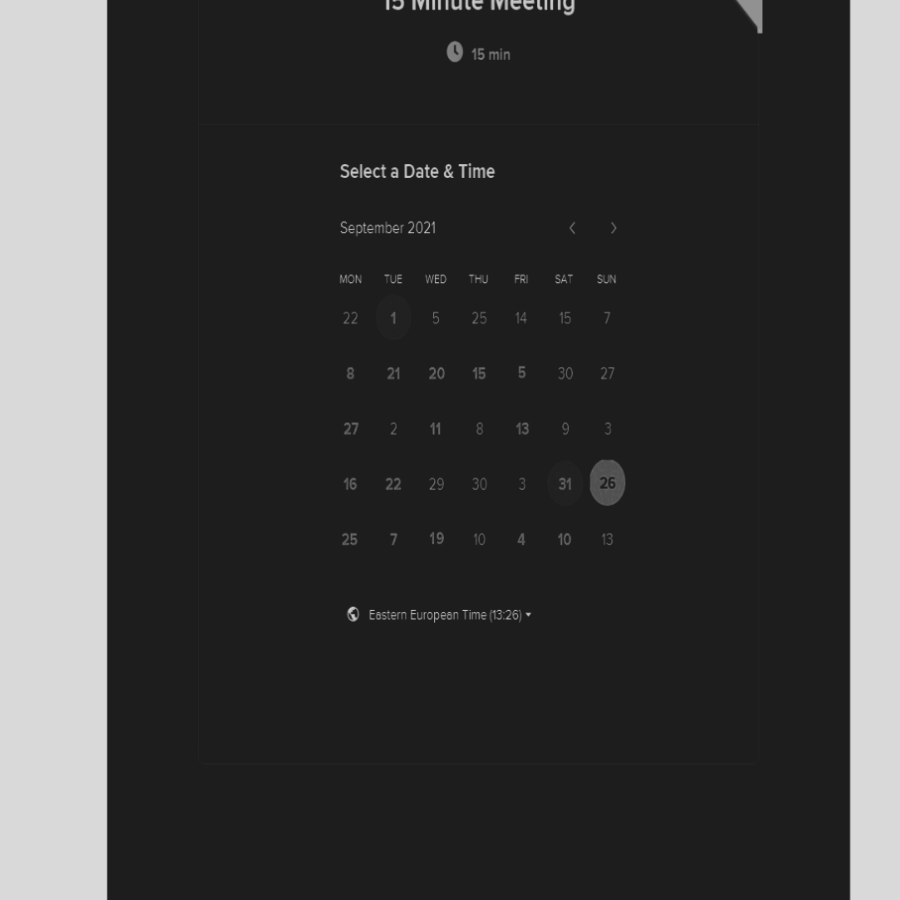 15 Minute Meeting
15 min
Select a Date & Time
September 2021
MON TUE WED THU FRI SAT SUN
22 1 5 25 14 15 7
8 21 20 15 5 30 27
27 2 11 8 13 9 3
16 22 29 30 3 31 26
25 7 19 10 4 10 13
Eastern European Time (13:26)